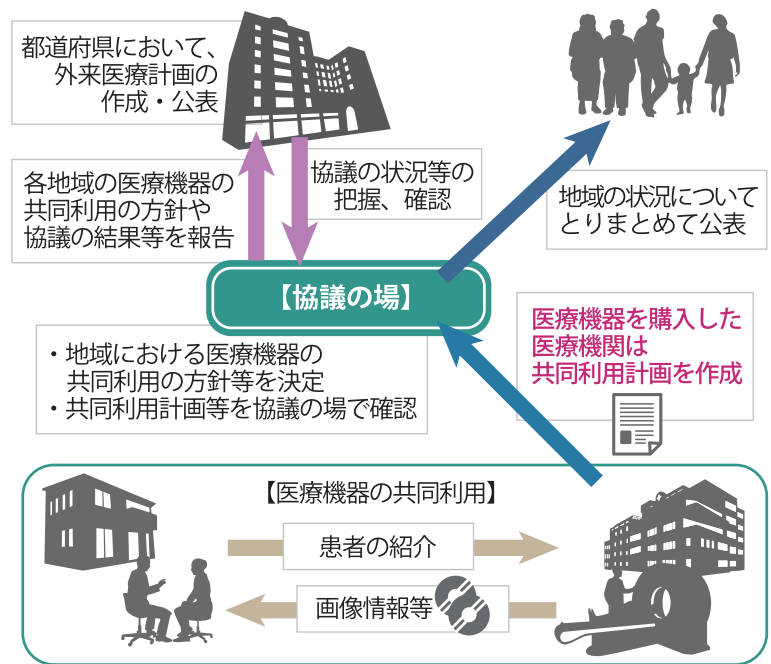 都道府県において、
外来医療計画の
作成・公表
各地域の医療機器の
共同利用の方針や
協議の結果等を報告
協議の状況等の
把握、確認
地域の状況について
とりまとめて公表
【協議の場】
・地域における医療機器の
共同利用の方針等を決定
・共同利用計画等を協議の場で確認
医療機器を購入した
医療機関は
共同利用計画を作成
【医療機器の共同利用】
患者の紹介
画像情報等